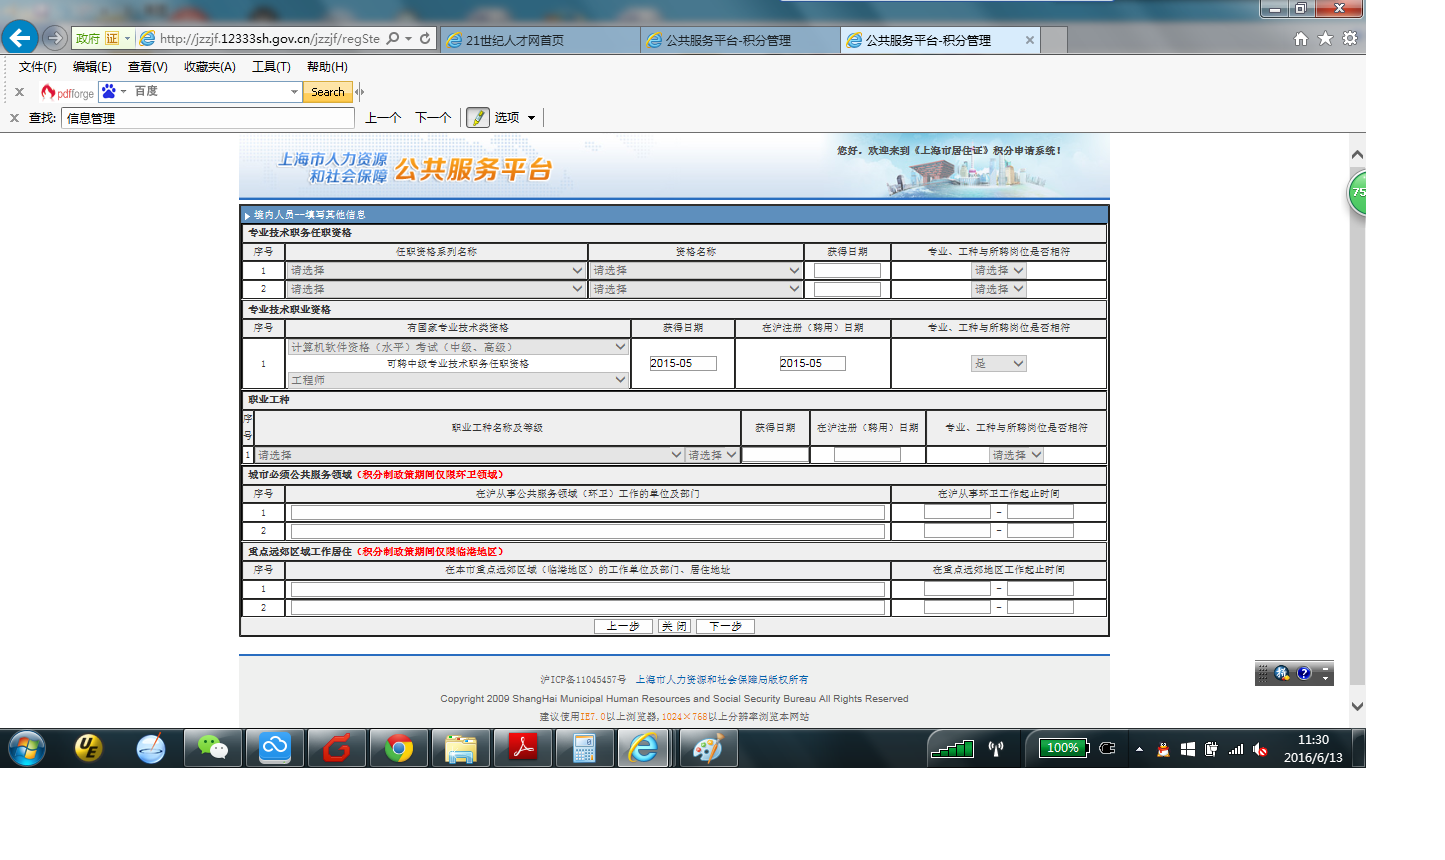 政府 证 http://jzzjf.12333sh.gov.cn/jzzjf/regSte 21世纪人才网首页 公共服务平台-积分管理 公共服务平台-积分管理
文件(F) 编辑(E) 查看(V) 收藏夹(A) 工具(T) 帮助(H)
pdfforge 百度 Search
查找: 信息管理 上一个 下一个 选项
上海市人力资源
和社会保障
公共服务平台
您好．欢迎来到《上海市居住证》积分申请系统!
75
境内人员--填写其他信息
专业技术职务任职资格
序号 任职资格系列名称 资格名称 获得日期 专业、工种与所聘岗位是否相符
1 请选择 请选择 请选择
2 请选择 请选择 请选择
专业技术职业资格
序号 有国家专业技术类资格 获得日期 在沪注册（聘用）日期 专业、工种与所聘岗位是否相符
计算机软件资格（水平）考试（中级、高级）
1 可聘中级专业技术职务任职资格 2015-05 2015-05 是
工程师
职业工种
序号 职业工种名称及等级 获得日期 在沪注册（聘用）日期 专业、工种与所聘岗位是否相符
1 请选择 请选择 请选择
城市必须公共服务领域（积分制政策期间仅限环卫领域）
序号 在沪从事公共服务领域（环卫）工作的单位及部门 在沪从事环卫工作起止时间
1 -
2 -
重点远郊区域工作居住（积分制政策期间仅限临港地区）
序号 在本市重点远郊区域（临港地区）的工作单位及部门、居住地址 在重点远郊地区工作起止时间
1 -
2 -
上一步 关 闭 下一步
沪ICP备11045457号 上海市人力资源和社会保障局版权所有
Copyright 2009 ShangHai Municipal Human Resources and Social Security Bureau All Rights Reserved
建议使用IE7.0以上浏览器,1024×768以上分辨率浏览本网站
UE 100% 11:30
2016/6/13